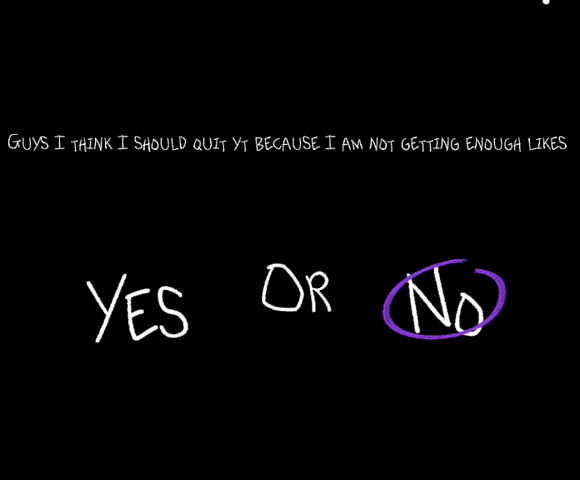 Guys I think I should quit yt because I am not getting enough likes
Yes or No